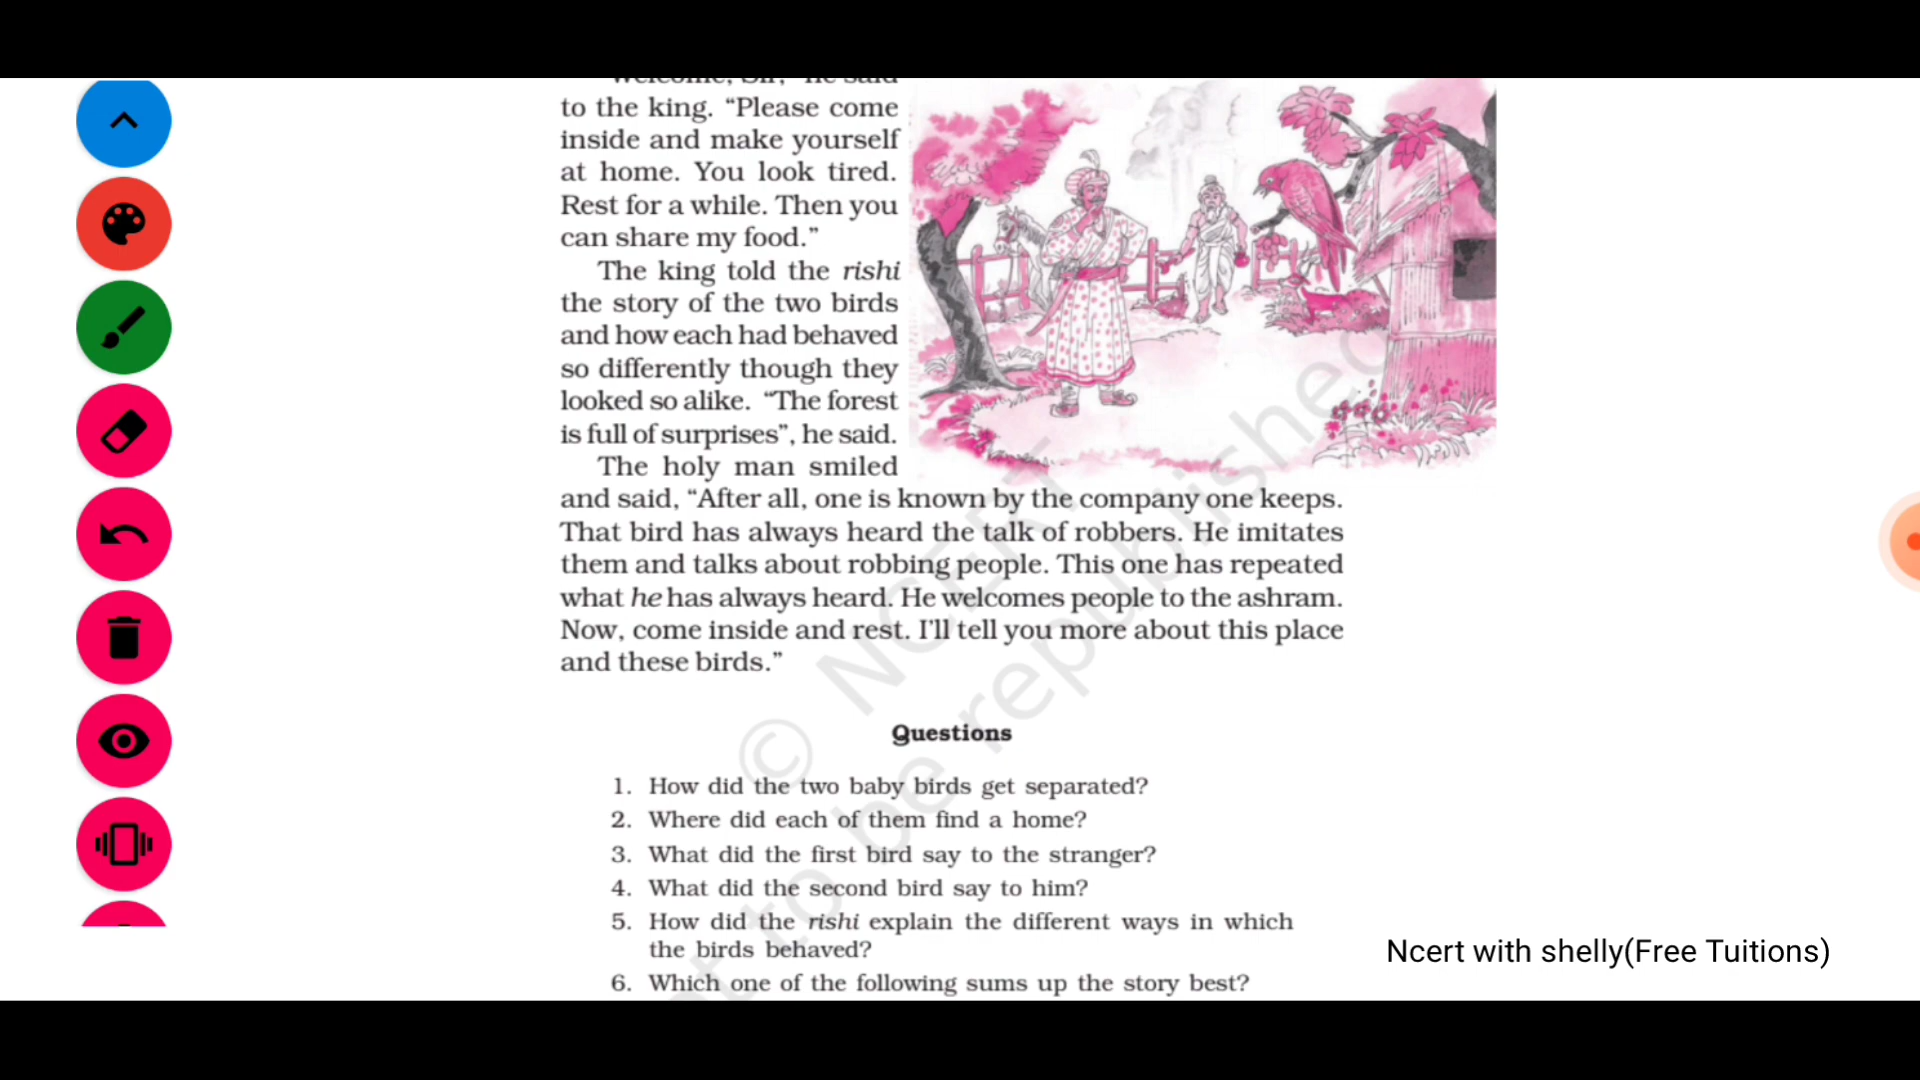 Welcome, Sir," he said
to the king. “Please come
inside and make yourself
at home. You look tired.
Rest for a while. Then you
can share my food.”
The king told the rishi
the story of the two birds
and how each had behaved
so differently though they
looked so alike. “The forest
is full of surprises”, he said.
The holy man smiled
and said, “After all, one is known by the company one keeps.
That bird has always heard the talk of robbers. He imitates
them and talks about robbing people. This one has repeated
what he has always heard. He welcomes people to the ashram.
Now, come inside and rest. I'll tell you more about this place
and these birds.”
© NCERT
not to be republished
Questions
1. How did the two baby birds get separated?
2. Where did each of them find a home?
3. What did the first bird say to the stranger?
4. What did the second bird say to him?
5. How did the rishi explain the different ways in which
the birds behaved?
6. Which one of the following sums up the story best?
Ncert with shelly(Free Tuitions)